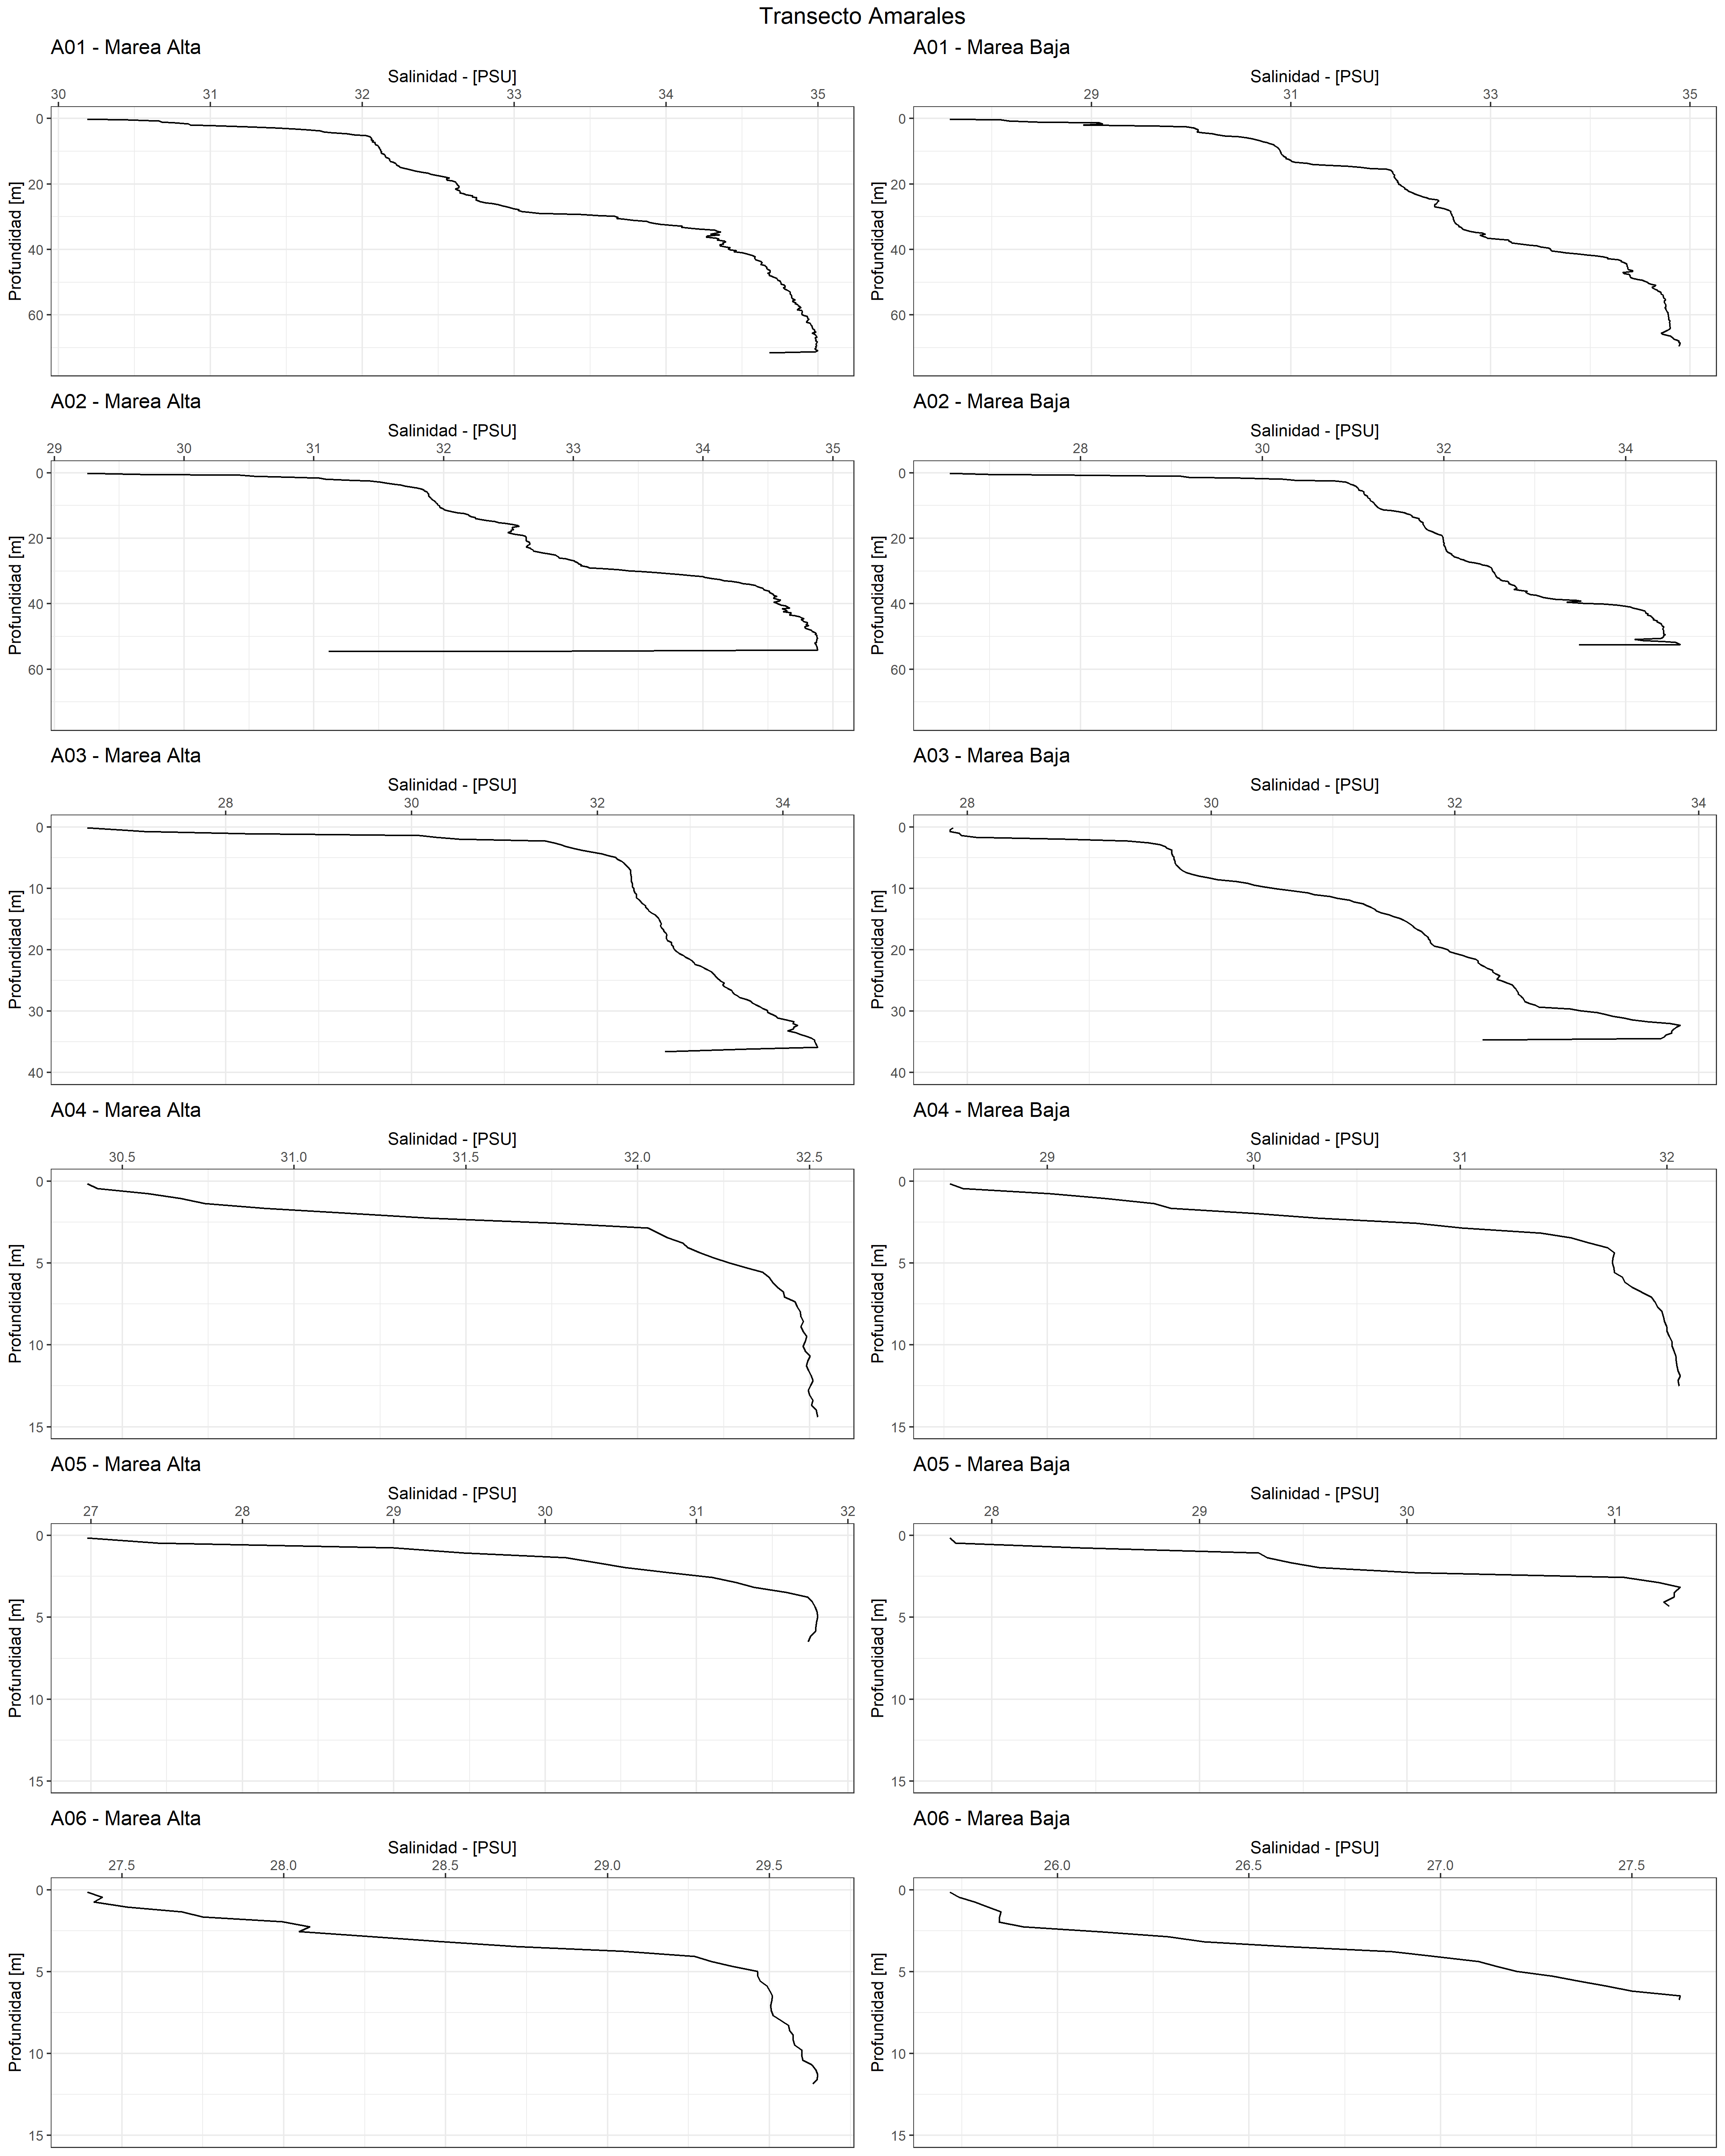 Transecto Amarales
A01 - Marea Alta
Salinidad - [PSU]
30 31 32 33 34 35
Profundidad [m]
0
20
40
60
A01 - Marea Baja
Salinidad - [PSU]
29 31 33 35
Profundidad [m]
0
20
40
60
A02 - Marea Alta
Salinidad - [PSU]
29 30 31 32 33 34 35
Profundidad [m]
0
20
40
60
A02 - Marea Baja
Salinidad - [PSU]
28 30 32 34
Profundidad [m]
0
20
40
60
A03 - Marea Alta
Salinidad - [PSU]
28 30 32 34
Profundidad [m]
0
10
20
30
40
A03 - Marea Baja
Salinidad - [PSU]
28 30 32 34
Profundidad [m]
0
10
20
30
40
A04 - Marea Alta
Salinidad - [PSU]
30.5 31.0 31.5 32.0 32.5
Profundidad [m]
0
5
10
15
A04 - Marea Baja
Salinidad - [PSU]
29 30 31 32
Profundidad [m]
0
5
10
15
A05 - Marea Alta
Salinidad - [PSU]
27 28 29 30 31 32
Profundidad [m]
0
5
10
15
A05 - Marea Baja
Salinidad - [PSU]
28 29 30 31
Profundidad [m]
0
5
10
15
A06 - Marea Alta
Salinidad - [PSU]
27.5 28.0 28.5 29.0 29.5
Profundidad [m]
0
5
10
15
A06 - Marea Baja
Salinidad - [PSU]
26.0 26.5 27.0 27.5
Profundidad [m]
0
5
10
15